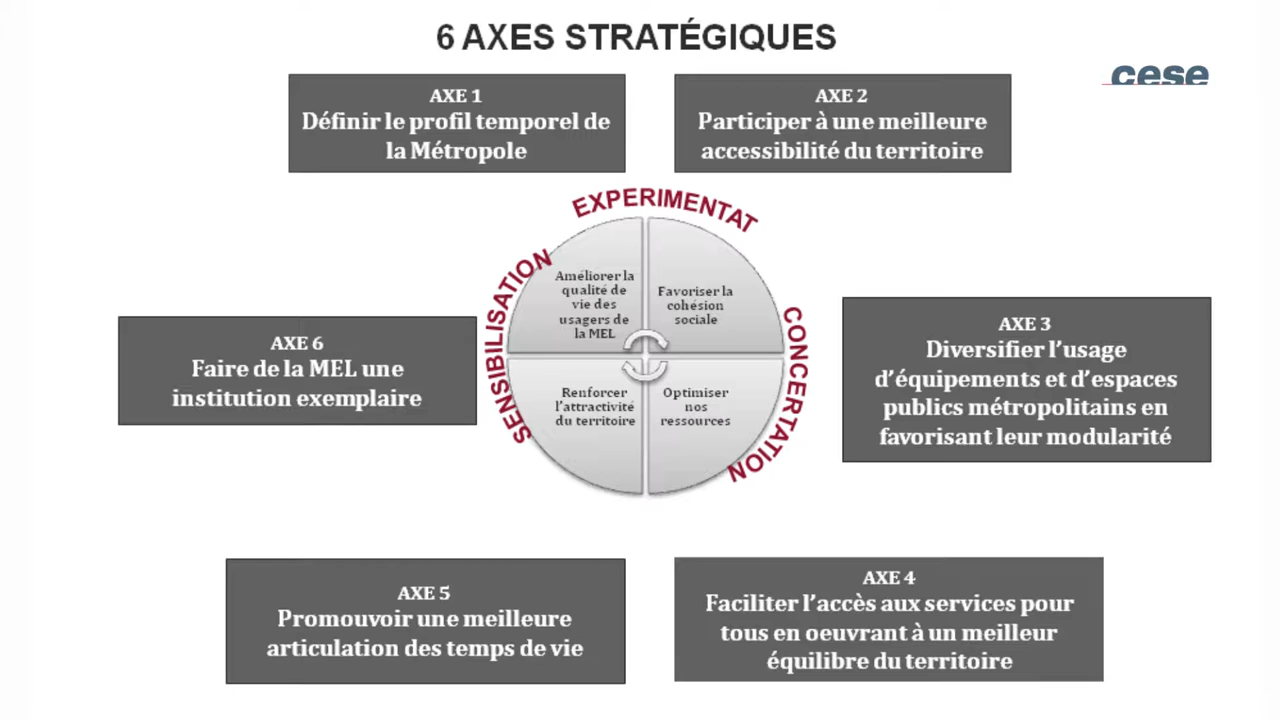 6 AXES STRATÉGIQUES
cese
AXE 1
Définir le profil temporel de
la Métropole
AXE 2
Participer à une meilleure
accessibilité du territoire
EXPERIMENTAT
SENSIBILISATION
CONCERTATION
Améliorer la
qualité de
vie des
usagers de
la MEL
Favoriser la
cohésion
sociale
Renforcer
l'attractivité
du territoire
Optimiser
nos
ressources
AXE 3
Diversifier l'usage
d'équipements et d'espaces
publics métropolitains en
favorisant leur modularité
AXE 6
Faire de la MEL une
institution exemplaire
AXE 5
Promouvoir une meilleure
articulation des temps de vie
AXE 4
Faciliter l'accès aux services pour
tous en oeuvrant à un meilleur
équilibre du territoire